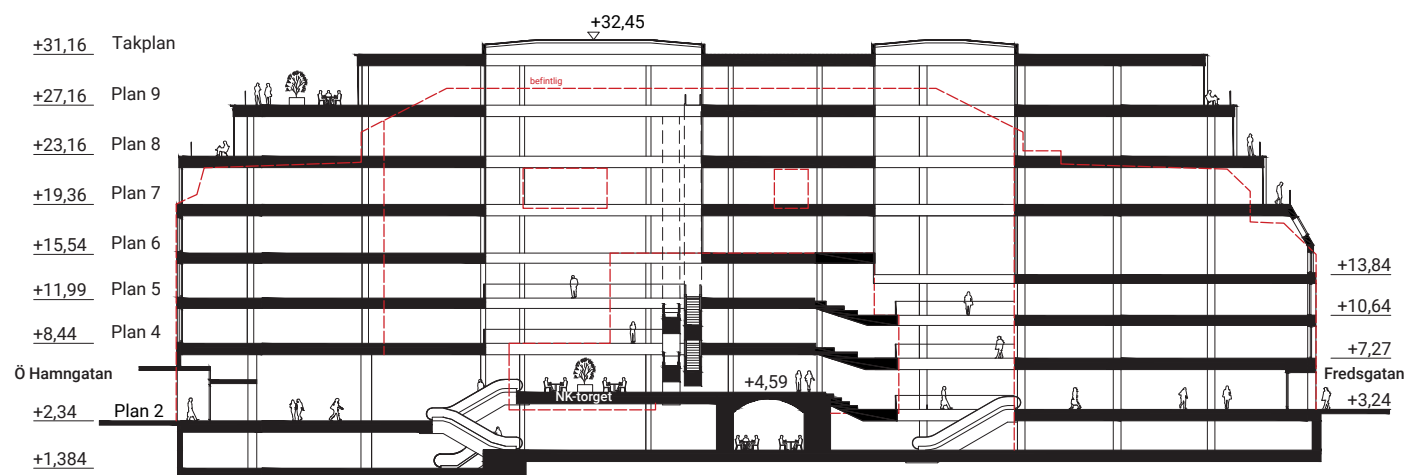 +32,45
+31,16 Takplan
befintlig
+27,16 Plan 9
+23,16 Plan 8
+19,36 Plan 7
+15,54 Plan 6
+13,84
+11,99 Plan 5
+10,64
+8,44 Plan 4
+7,27
Ö Hamngatan
Fredsgatan
+4,59
NK-torget
+3,24
+2,34 Plan 2
+1,384